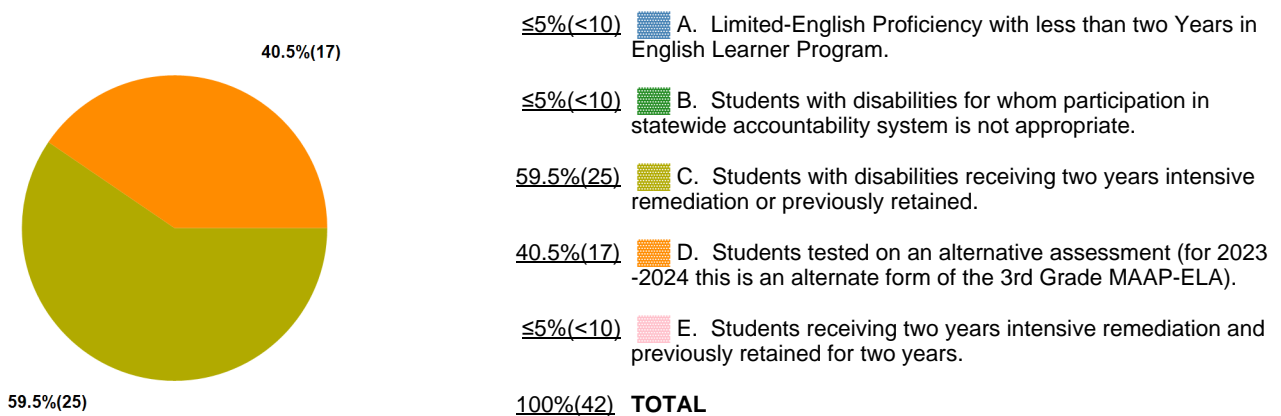 40.5%(17)
59.5%(25)
≤5%(<10) A. Limited-English Proficiency with less than two Years in
English Learner Program.
≤5%(<10) B. Students with disabilities for whom participation in
statewide accountability system is not appropriate.
59.5%(25) C. Students with disabilities receiving two years intensive
remediation or previously retained.
40.5%(17) D. Students tested on an alternative assessment (for 2023
-2024 this is an alternate form of the 3rd Grade MAAP-ELA).
≤5%(<10) E. Students receiving two years intensive remediation and
previously retained for two years.
100%(42) TOTAL